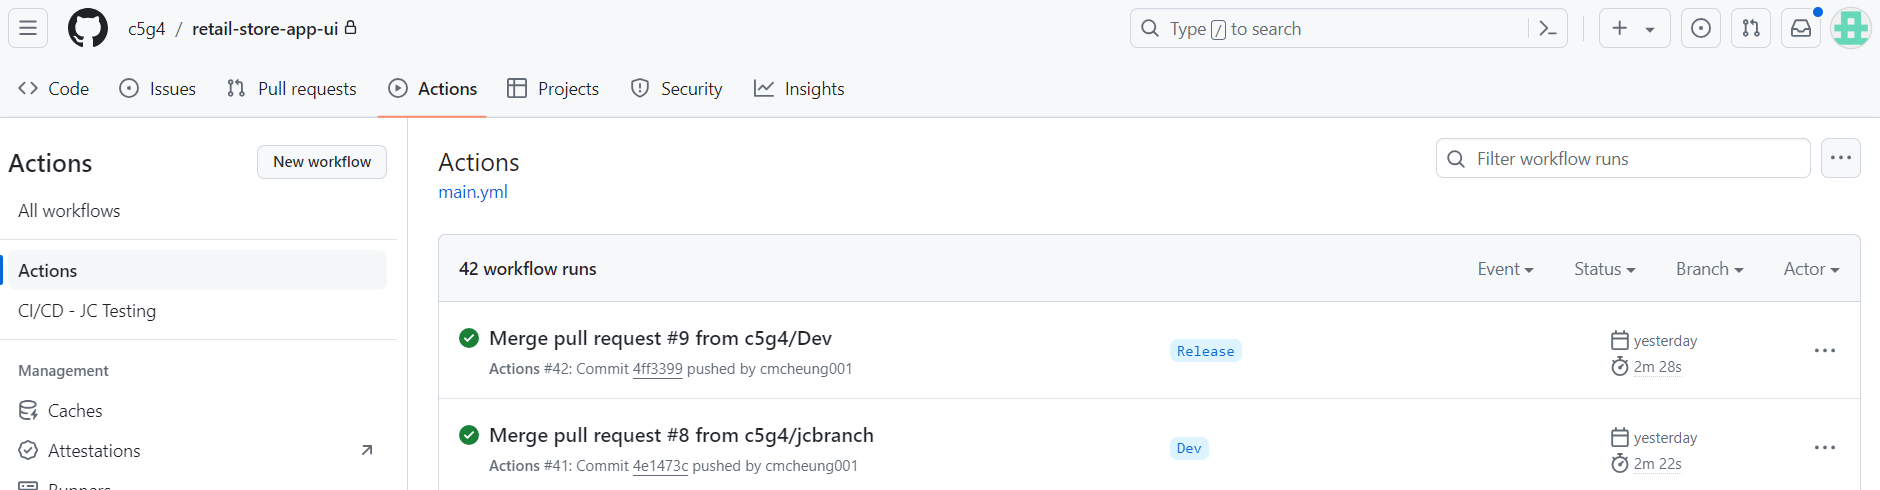 c5g4 / retail-store-app-ui
Type / to search
Code Issues Pull requests Actions Projects Security Insights
Actions
New workflow
All workflows
Actions
CI/CD - JC Testing
Management
Caches
Attestations
Runners
Actions
main.yml
Filter workflow runs
42 workflow runs
Event Status Branch Actor
Merge pull request #9 from c5g4/Dev
Actions #42: Commit 4ff3399 pushed by cmcheung001
Release
yesterday
2m 28s
Merge pull request #8 from c5g4/jcbranch
Actions #41: Commit 4e1473c pushed by cmcheung001
Dev
yesterday
2m 22s